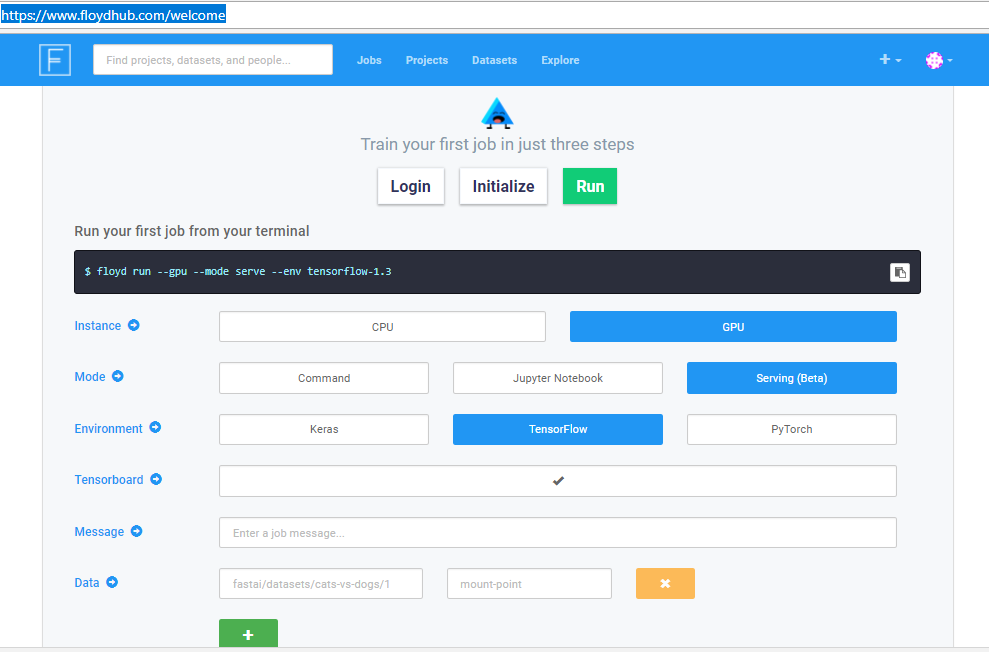 https://www.floydhub.com/welcome
F Find projects, datasets, and people... Jobs Projects Datasets Explore
Train your first job in just three steps
Login Initialize Run
Run your first job from your terminal
$ floyd run --gpu --mode serve --env tensorflow-1.3
Instance CPU GPU
Mode Command Jupyter Notebook Serving (Beta)
Environment Keras TensorFlow PyTorch
Tensorboard
Message Enter a job message...
Data fastai/datasets/cats-vs-dogs/1 mount-point